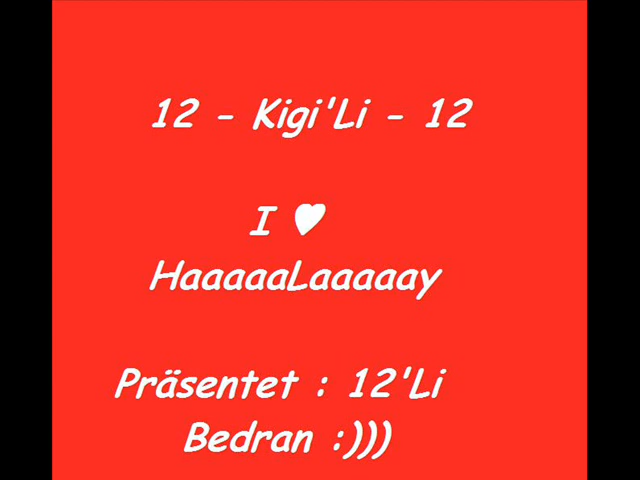 12 - Kigi'Li - 12
I ♥
HaaaaaLaaaaay
Präsentet : 12'Li
Bedran :)))